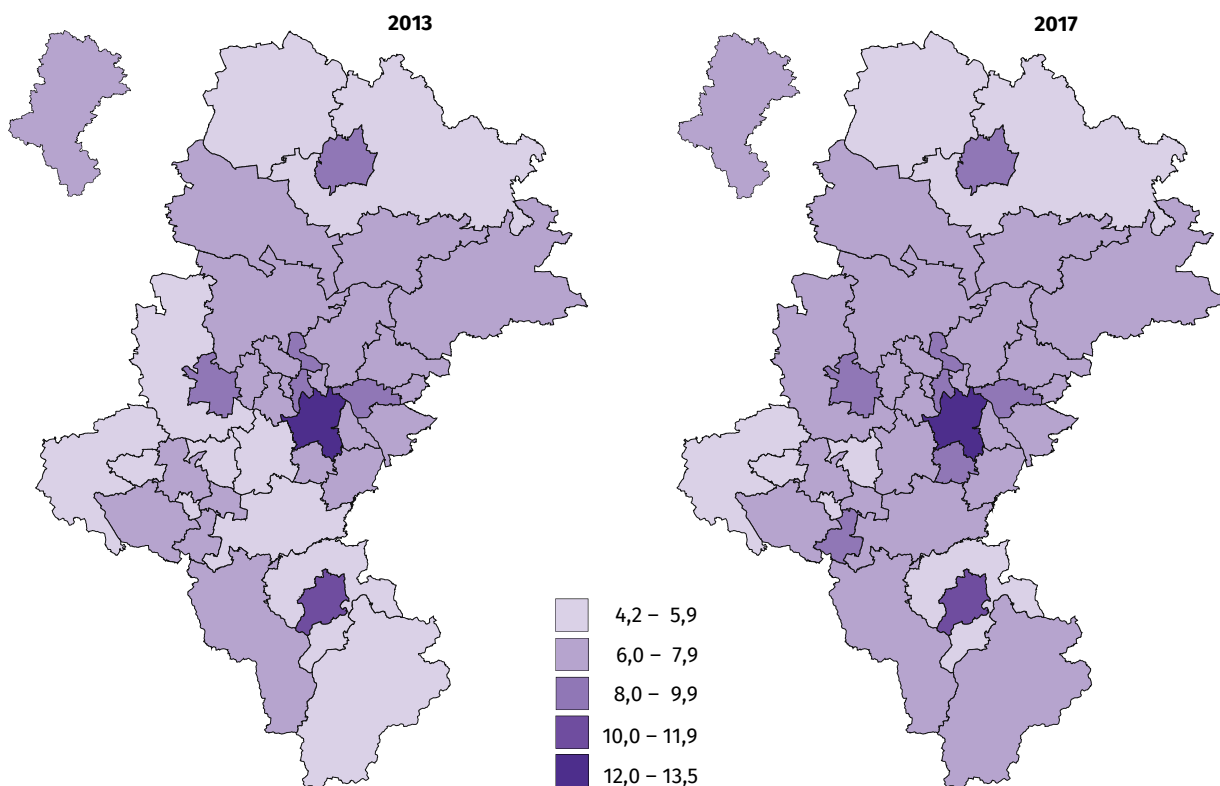 2013
2017
4,2 – 5,9
6,0 – 7,9
8,0 – 9,9
10,0 – 11,9
12,0 – 13,5